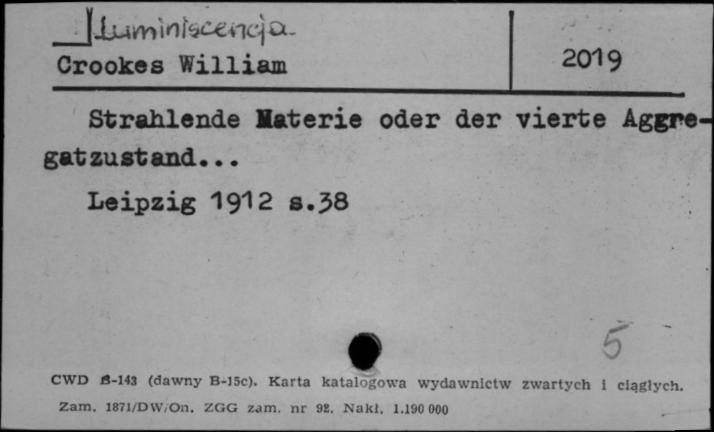 Luminiscencja
Crookes William
2019
Strahlende Materie oder der vierte Aggre-
gatzustand...
Leipzig 1912 s.38
5
CWD B-143 (dawny B-15c). Karta katalogowa wydawnictw zwartych i ciągłych.
Zam. 1871/DW/On. ZGG zam. nr 92. Nakł. 1.190 000